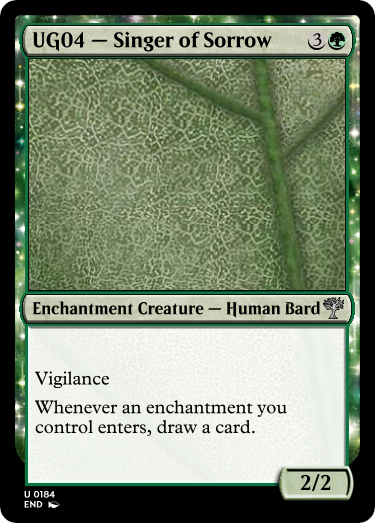 UG04 — Singer of Sorrow 3
Enchantment Creature — Human Bard
Vigilance
Whenever an enchantment you
control enters, draw a card.
2/2
U 0184
END